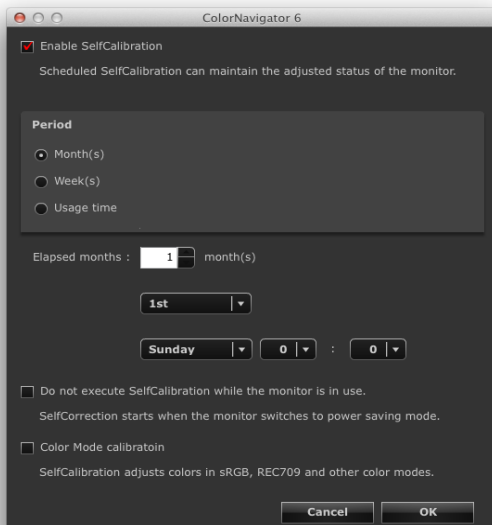 ColorNavigator 6
Enable SelfCalibration
Scheduled SelfCalibration can maintain the adjusted status of the monitor.
Period
Month(s)
Week(s)
Usage time
Elapsed months : 1 month(s)
1st
Sunday 0 : 0
Do not execute SelfCalibration while the monitor is in use.
SelfCorrection starts when the monitor switches to power saving mode.
Color Mode calibratoin
SelfCalibration adjusts colors in sRGB, REC709 and other color modes.
Cancel OK